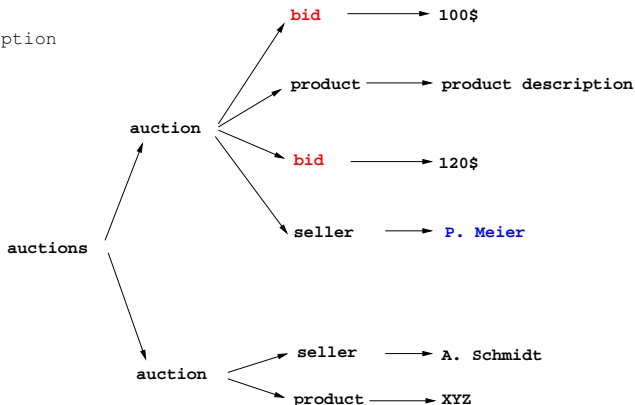 bid 100$
ption
product product description
auction
bid 120$
seller P. Meier
auctions
seller A. Schmidt
auction
product XYZ